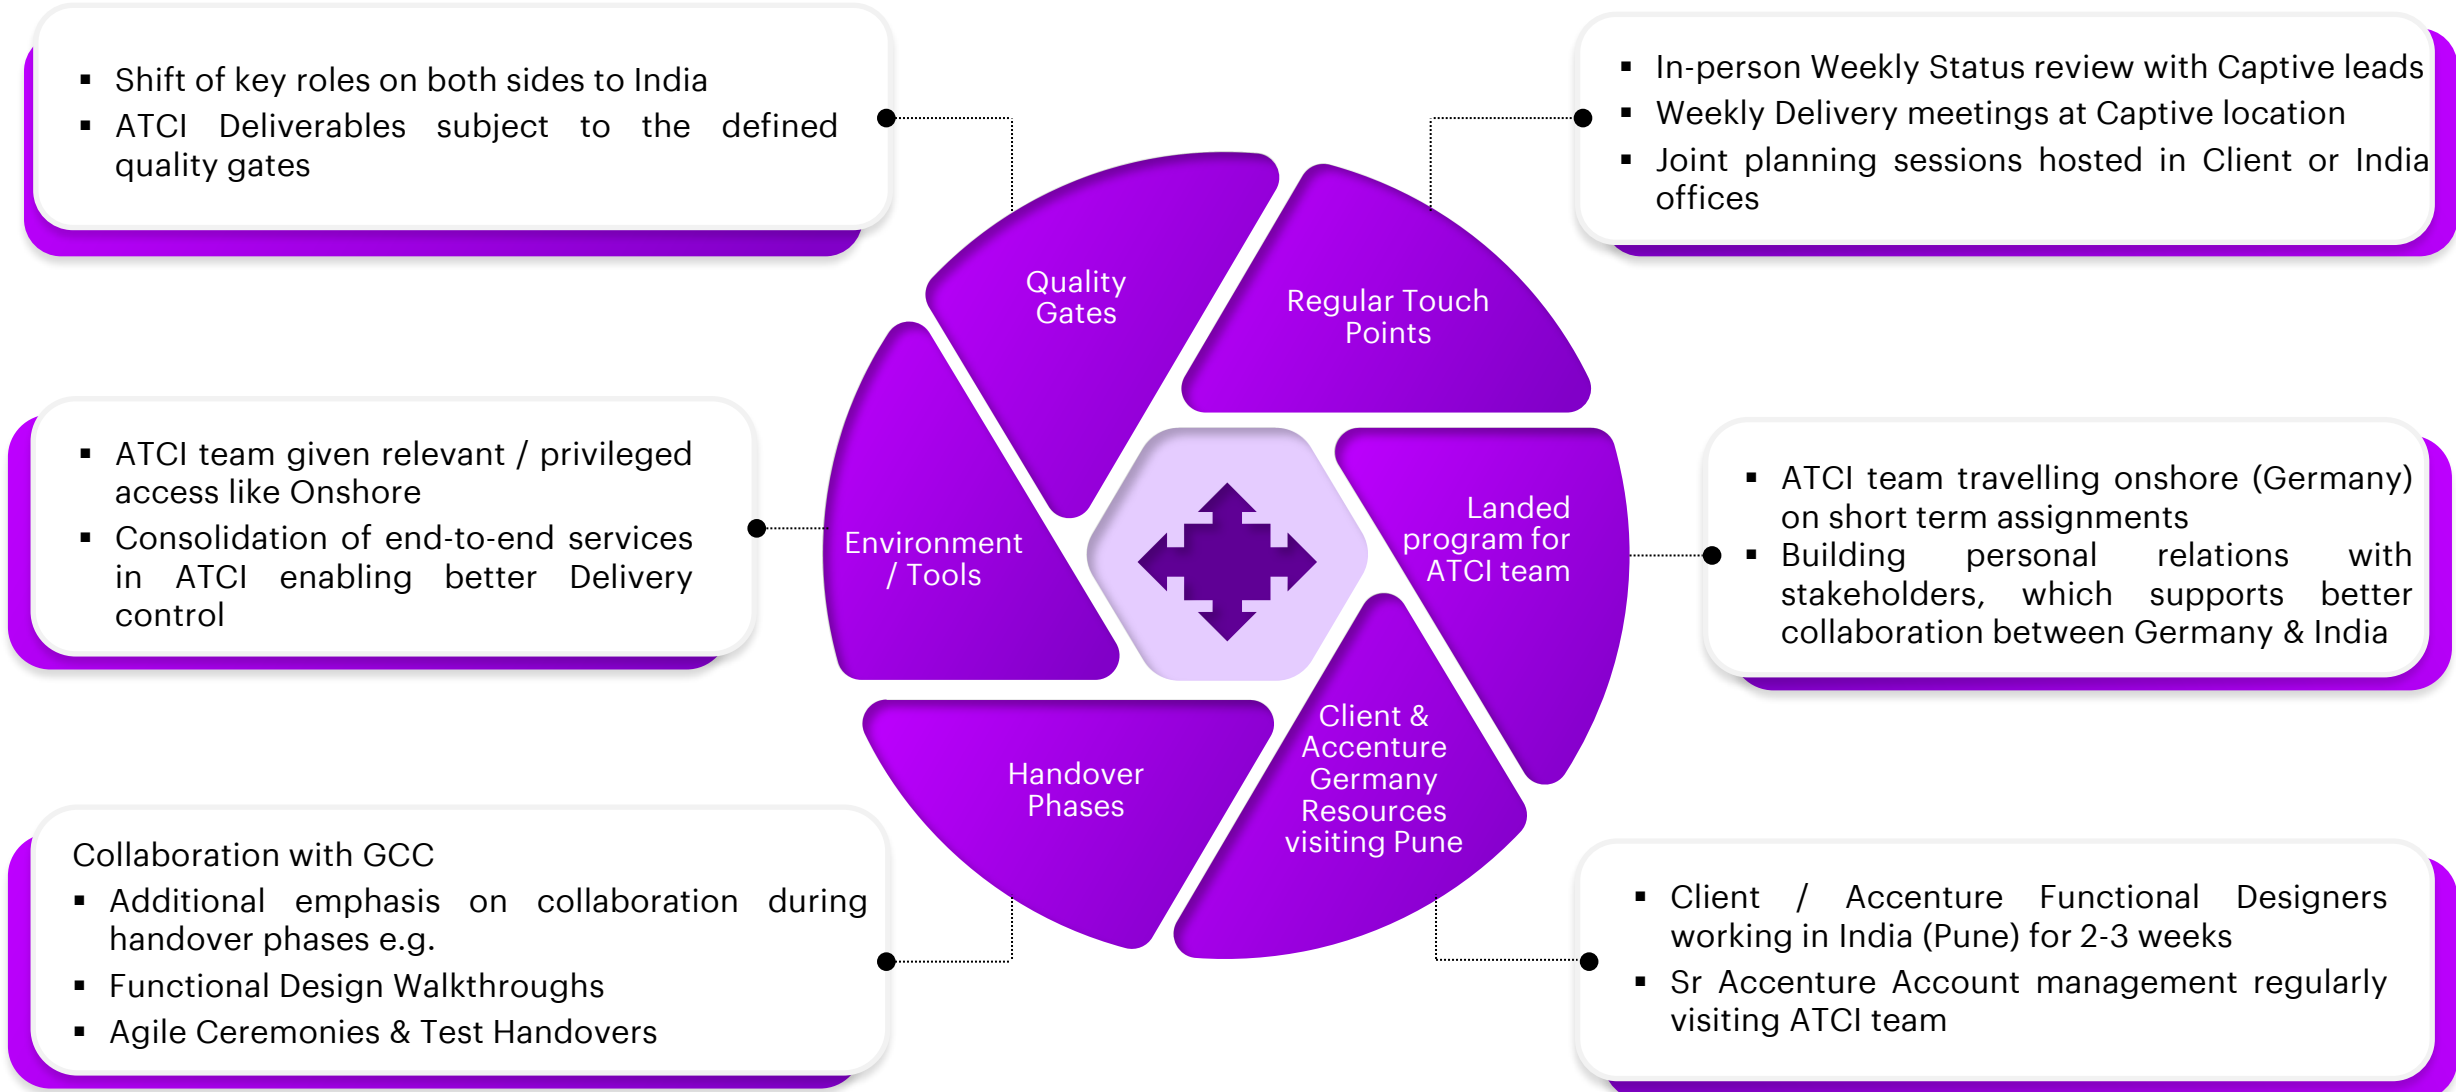 ▪ Shift of key roles on both sides to India
▪ ATCI Deliverables subject to the defined
quality gates
▪ In-person Weekly Status review with Captive leads
▪ Weekly Delivery meetings at Captive location
▪ Joint planning sessions hosted in Client or India
offices
Quality
Gates
Regular Touch
Points
▪ ATCI team given relevant / privileged
access like Onshore
▪ Consolidation of end-to-end services
in ATCI enabling better Delivery
control
Environment
/ Tools
Landed
program for
ATCI team
▪ ATCI team travelling onshore (Germany)
on short term assignments
▪ Building personal relations with
stakeholders, which supports better
collaboration between Germany & India
Handover
Phases
Client &
Accenture
Germany
Resources
visiting Pune
Collaboration with GCC
▪ Additional emphasis on collaboration during
handover phases e.g.
▪ Functional Design Walkthroughs
▪ Agile Ceremonies & Test Handovers
▪ Client / Accenture Functional Designers
working in India (Pune) for 2-3 weeks
▪ Sr Accenture Account management regularly
visiting ATCI team